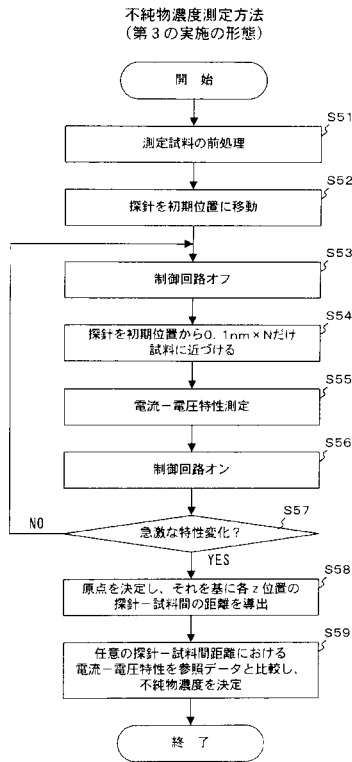 不純物濃度測定方法
（第３の実施の形態）
開 始
S51
測定試料の前処理
S52
探針を初期位置に移動
S53
制御回路オフ
S54
探針を初期位置から0．1nm×Nだけ
試料に近づける
S55
電流－電圧特性測定
S56
制御回路オン
S57
急激な特性変化？
NO
YES
S58
原点を決定し、それを基に各ｚ位置の
探針－試料間の距離を導出
S59
任意の探針－試料間距離における
電流－電圧特性を参照データと比較し、
不純物濃度を決定
終 了